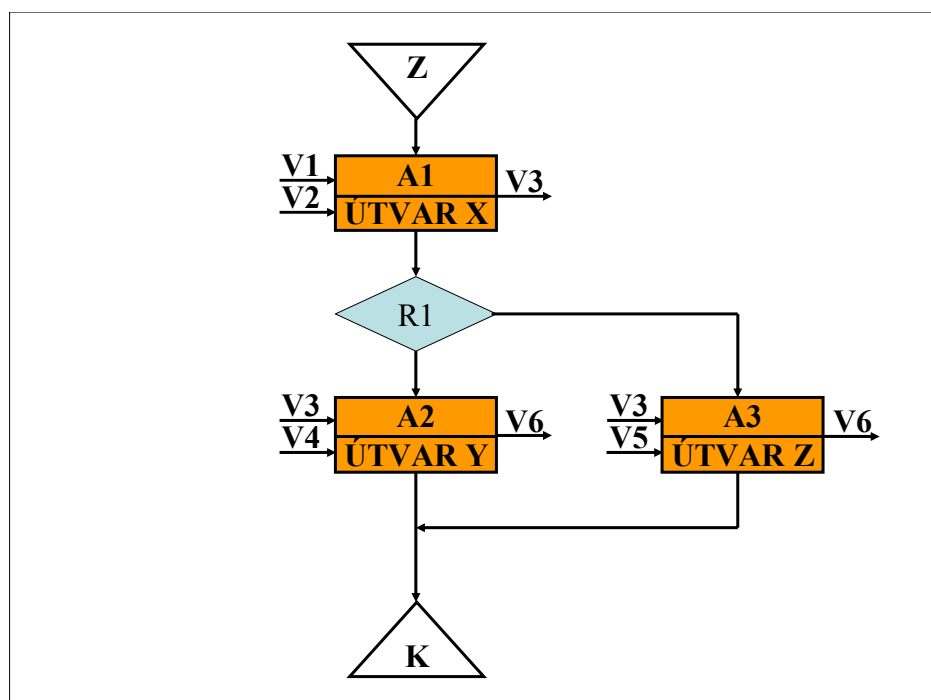 Z
V1
A1
V3
V2
ÚTVAR X
R1
V3
A2
V6
V4
ÚTVAR Y
V3
A3
V6
V5
ÚTVAR Z
K